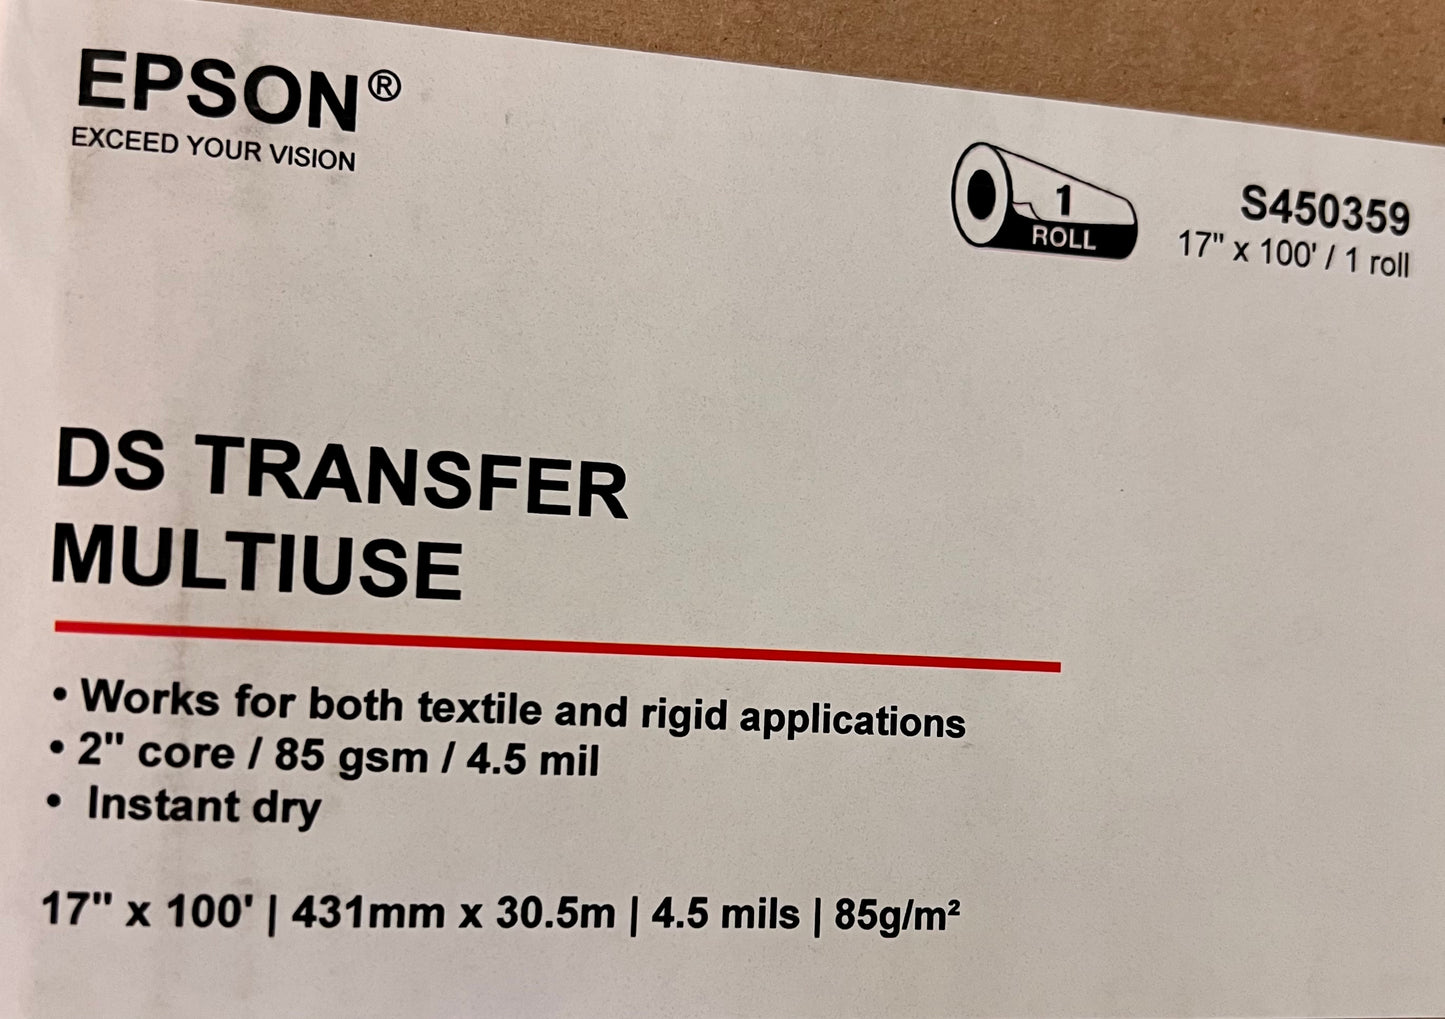 EPSON®
EXCEED YOUR VISION
1
ROLL
S450359
17" x 100' / 1 roll
DS TRANSFER
MULTIUSE
• Works for both textile and rigid applications
• 2" core / 85 gsm / 4.5 mil
• Instant dry
17" x 100' | 431mm x 30.5m | 4.5 mils | 85g/m²